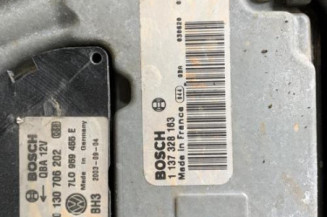 BOSCH
QBA 12V
0 130 706 202
7L0 959 455 E
Made in Germany
2003-09-04
BH3
BOSCH
1 137 328 163
Made in France